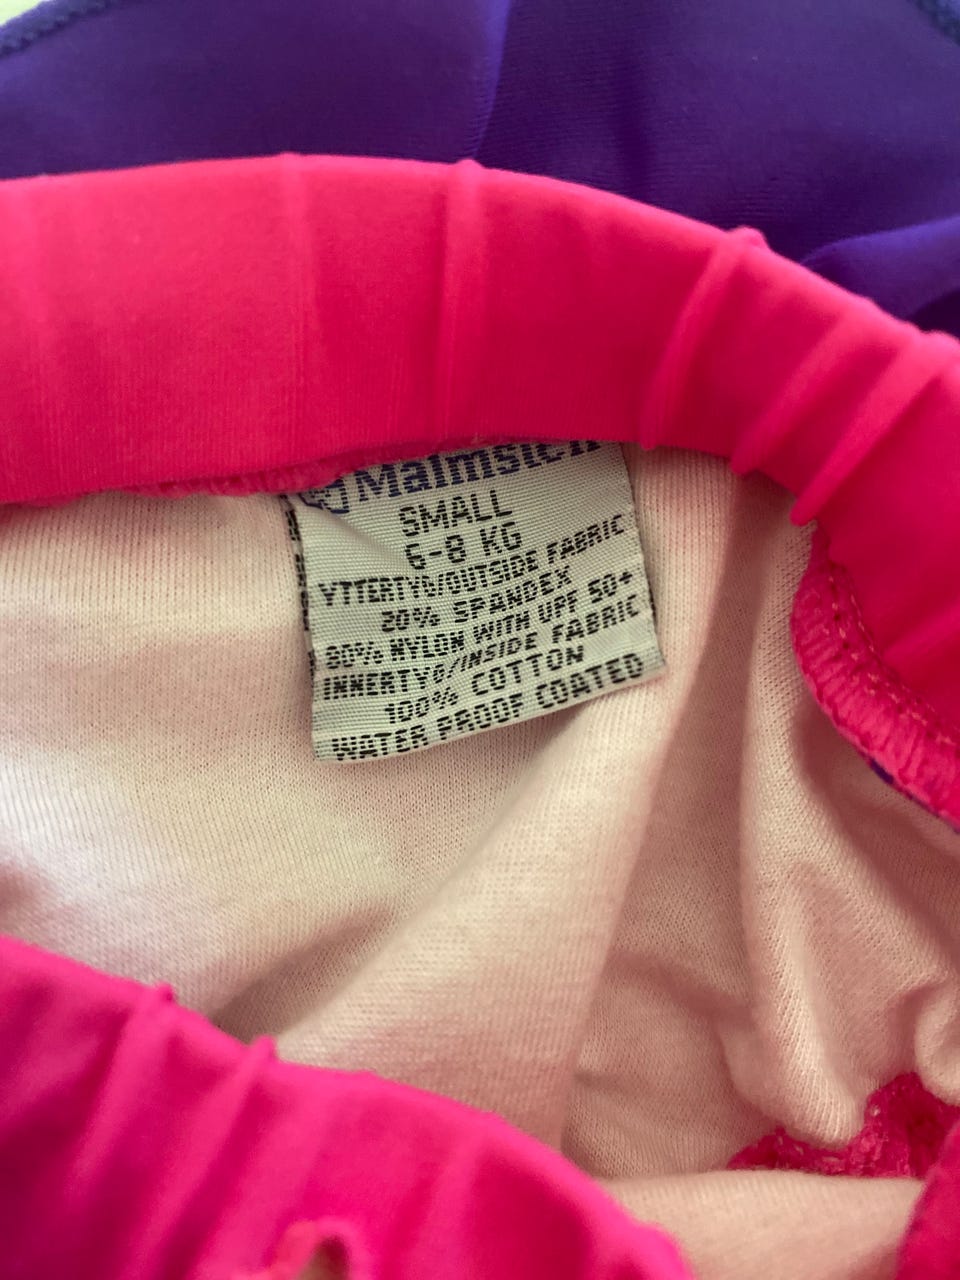 Malmsten
SMALL
6-8 KG
YTTERTYG/OUTSIDE FABRIC
20% SPANDEX
80% NYLON WITH UPF 50+
INNERTYG/INSIDE FABRIC
100% COTTON
WATER PROOF COATED